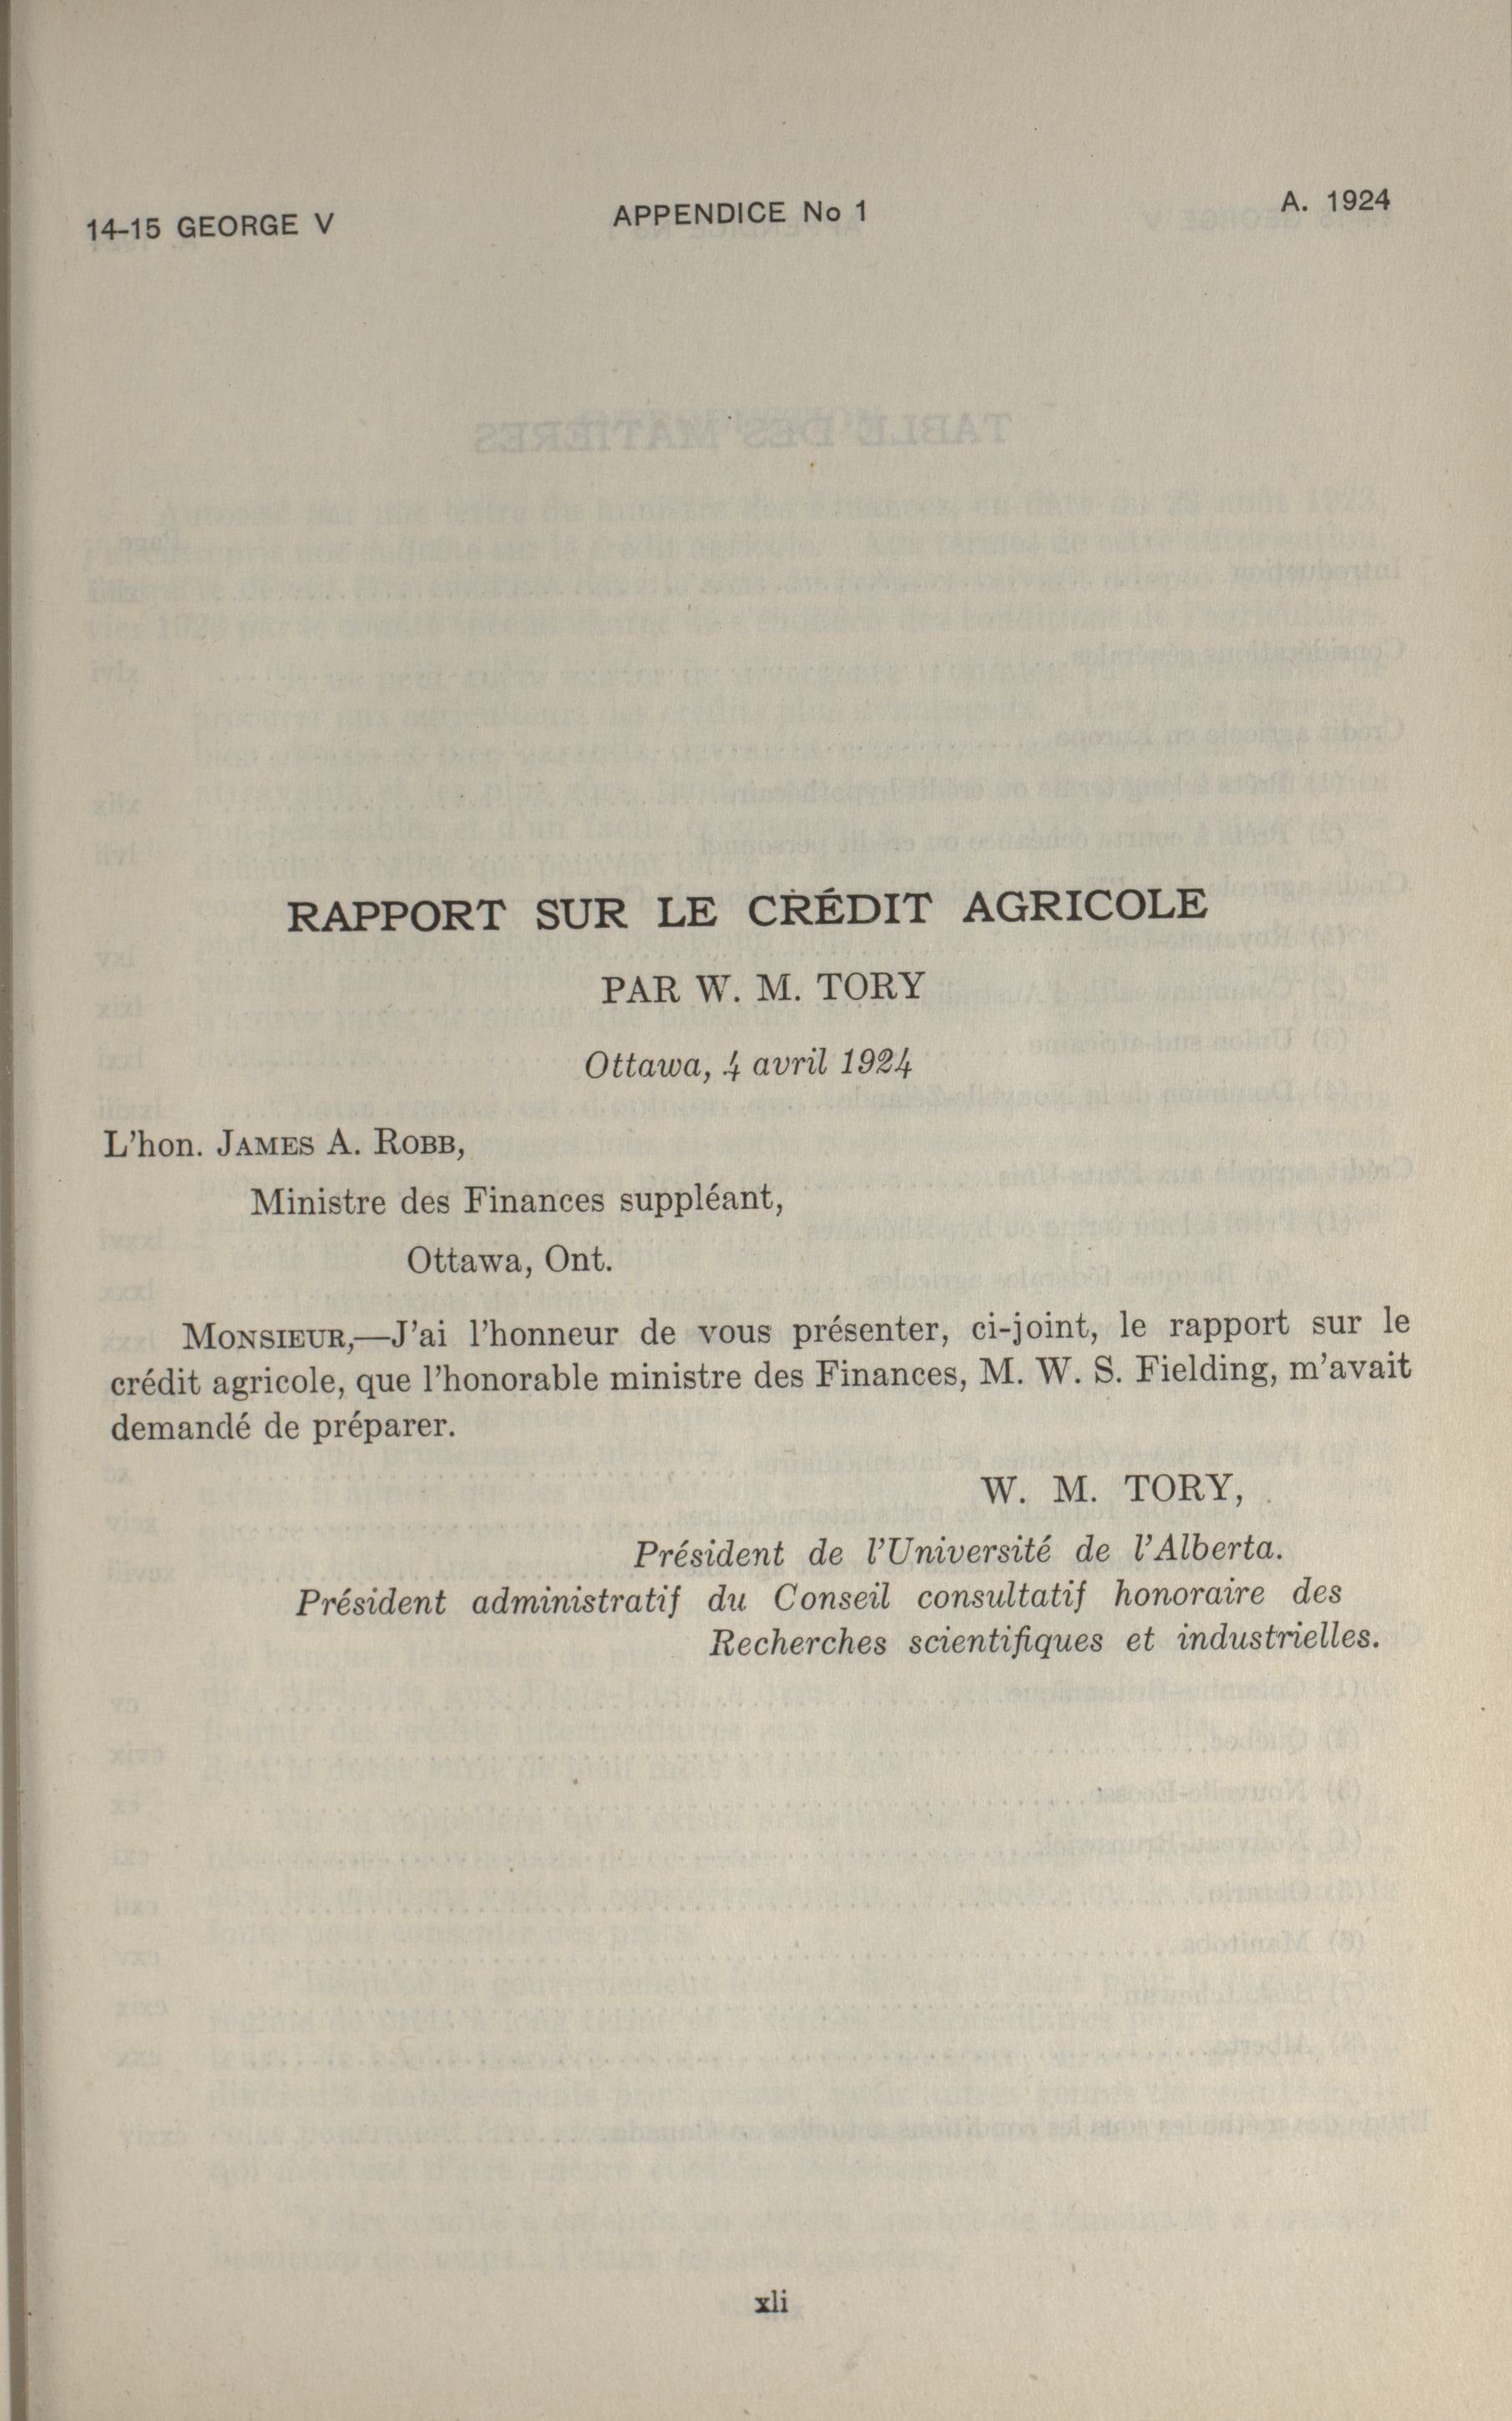 14-15 GEORGE V APPENDICE No 1 A. 1924
RAPPORT SUR LE CRÉDIT AGRICOLE
PAR W. M. TORY
Ottawa, 4 avril 1924
L'hon. JAMES A. ROBB,
Ministre des Finances suppléant,
Ottawa, Ont.
MONSIEUR,—J'ai l'honneur de vous présenter, ci-joint, le rapport sur le
crédit agricole, que l'honorable ministre des Finances, M. W. S. Fielding, m'avait
demandé de préparer.
W. M. TORY,
Président de l'Université de l'Alberta.
Président administratif du Conseil consultatif honoraire des
Recherches scientifiques et industrielles.
xli